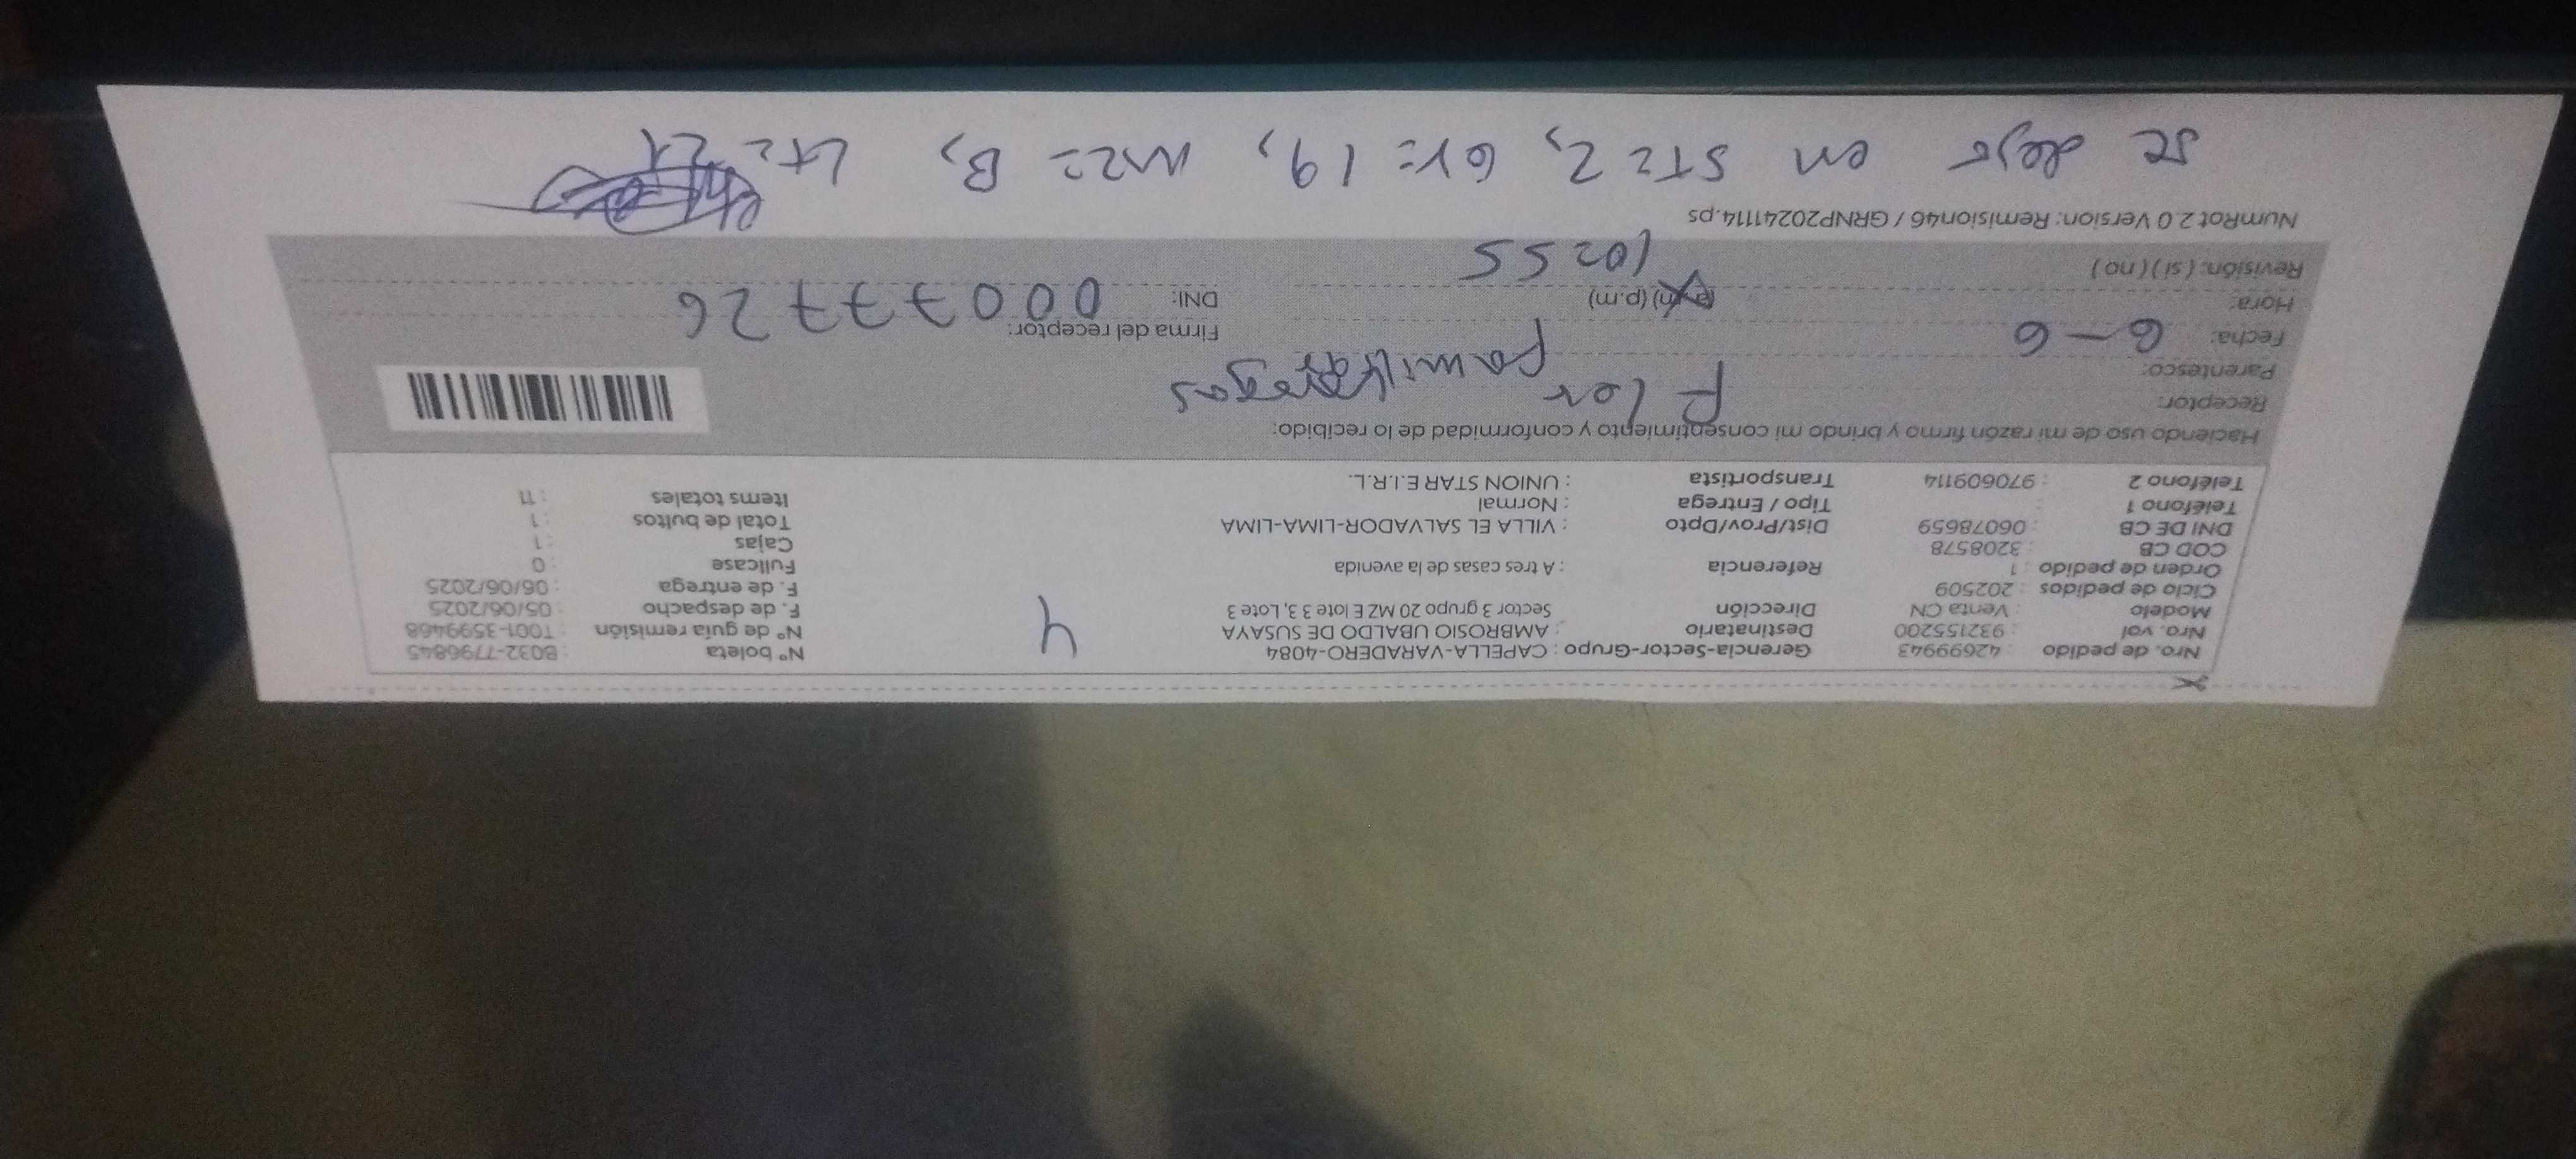 Nro. de pedido : 42699943 Gerencia-Sector-Grupo : CAPELLA-VARADERO-4084 N° boleta : B032-7796845
Nro. vol : 932155200 Destinatario : AMBROSIO UBALDO DE SUSAYA N° de guía remisión : T001-3599468
Modelo : Venta CN Dirección Sector 3 grupo 20 MZ E lote 3 3, Lote 3 F. de despacho : 05/06/2025
Ciclo de pedidos : 202509 F. de entrega : 06/06/2025
Orden de pedido : 1 Referencia : A tres casas de la avenida Fullcase : 0
COD CB : 3208578 Cajas : 1
DNI DE CB : 06078659 Dist/Prov/Dpto : VILLA EL SALVADOR-LIMA-LIMA Total de bultos : 1
Teléfono 1 : Tipo / Entrega : Normal Items totales : 11
Teléfono 2 : 970609114 Transportista : UNION STAR E.I.R.L.
4
Haciendo uso de mi razón firmo y brindo mi consentimiento y conformidad de lo recibido:
Receptor: Flor
Parentesco: familiar
Fecha: 6-6 Firma del receptor:
Hora: (a.m) (p.m) DNI: 00077726
Revisión: (si) (no) 10255
NumRot 2.0 Version: Remision46 / GRNP20241114.ps
se dejo en ST=2, GY=19, MZ= B, LT= 21